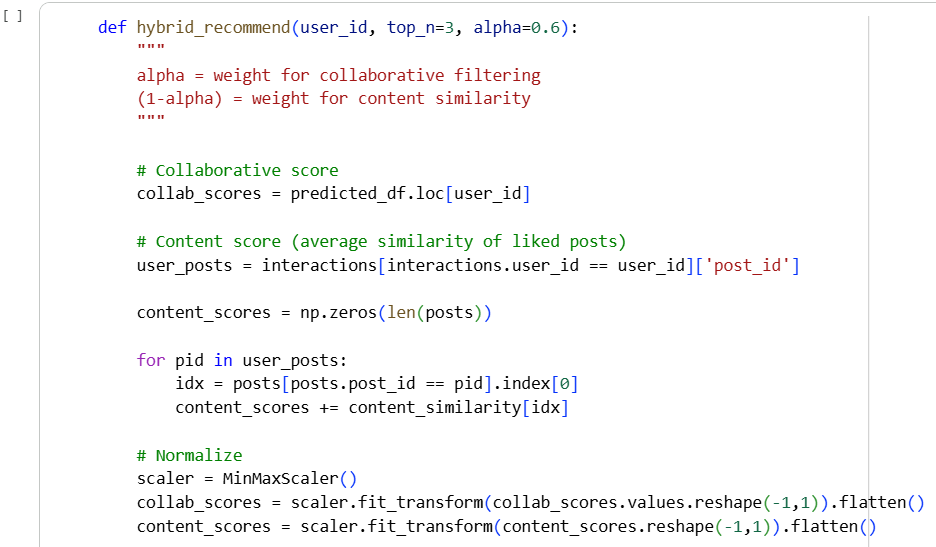 [ ]
def hybrid_recommend(user_id, top_n=3, alpha=0.6):
    """
    alpha = weight for collaborative filtering
    (1-alpha) = weight for content similarity
    """

    # Collaborative score
    collab_scores = predicted_df.loc[user_id]

    # Content score (average similarity of liked posts)
    user_posts = interactions[interactions.user_id == user_id]['post_id']

    content_scores = np.zeros(len(posts))

    for pid in user_posts:
        idx = posts[posts.post_id == pid].index[0]
        content_scores += content_similarity[idx]

    # Normalize
    scaler = MinMaxScaler()
    collab_scores = scaler.fit_transform(collab_scores.values.reshape(-1,1)).flatten()
    content_scores = scaler.fit_transform(content_scores.reshape(-1,1)).flatten()